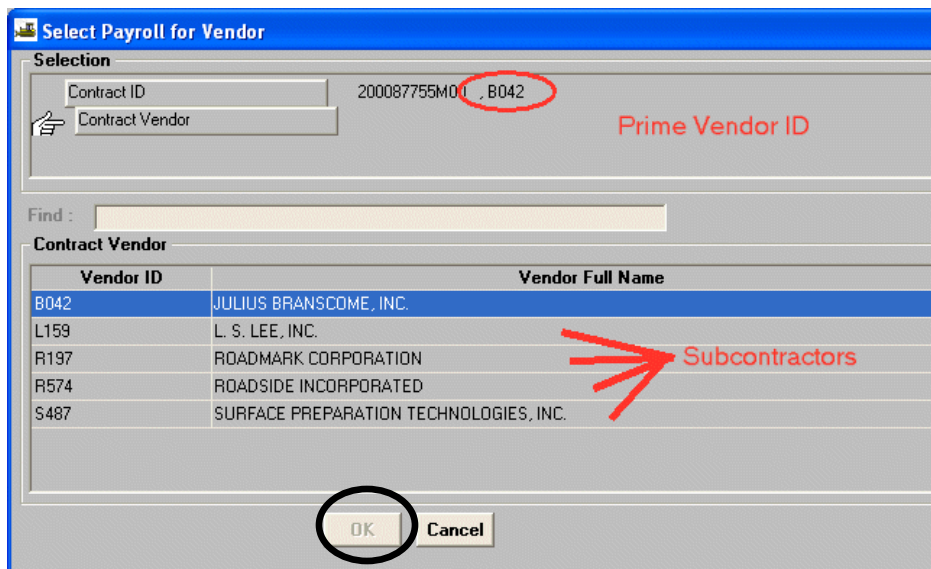 Select Payroll for Vendor
Selection
Contract ID 200087755M0 , B042
Contract Vendor
Prime Vendor ID
Find :
Contract Vendor
Vendor ID Vendor Full Name
B042 JULIUS BRANSCOME, INC.
L159 L. S. LEE, INC.
R197 ROADMARK CORPORATION
R574 ROADSIDE INCORPORATED
S487 SURFACE PREPARATION TECHNOLOGIES, INC.
Subcontractors
OK Cancel